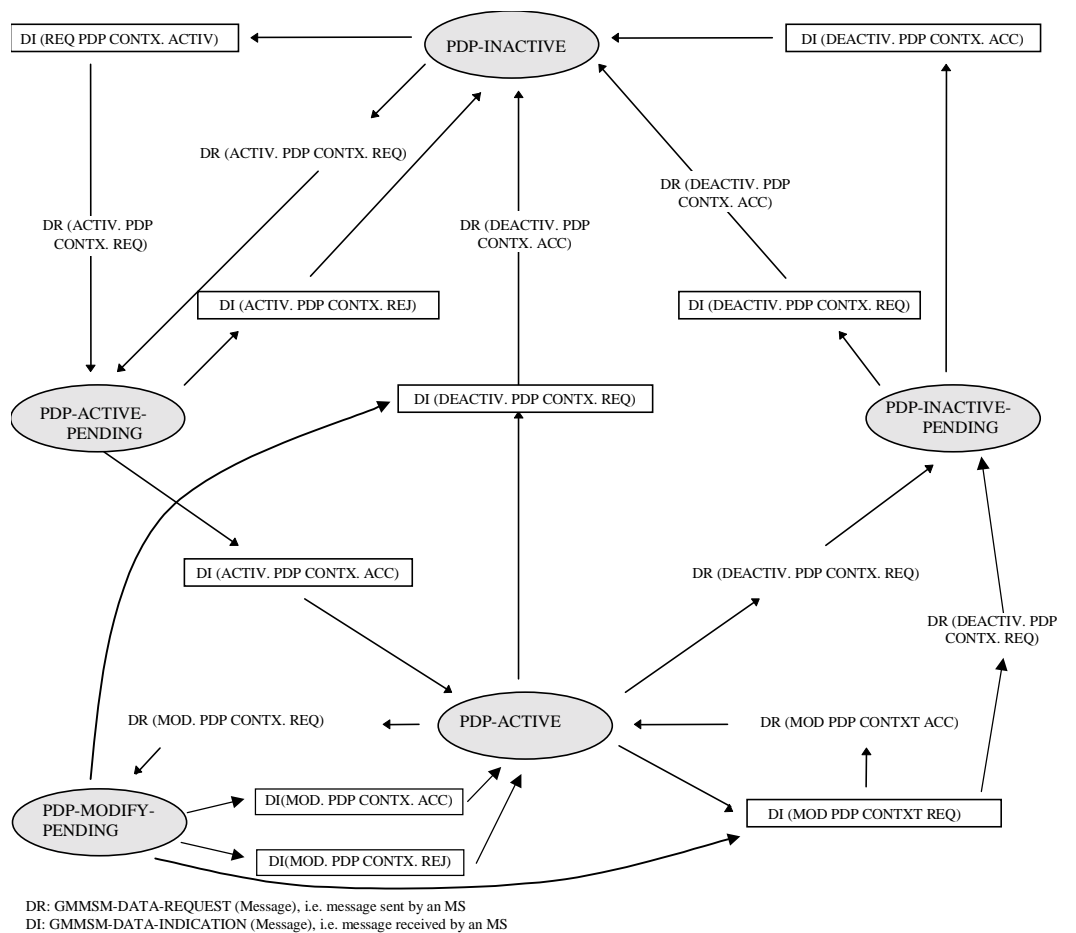 DI (REQ PDP CONTX. ACTIV)
PDP-INACTIVE
DI (DEACTIV. PDP CONTX. ACC)
DR (ACTIV. PDP CONTX. REQ)
DR (DEACTIV. PDP
CONTX. ACC)
DR (ACTIV. PDP
CONTX. REQ)
DR (DEACTIV. PDP
CONTX. ACC)
DI (ACTIV. PDP CONTX. REJ)
DI (DEACTIV. PDP CONTX. REQ)
PDP-ACTIVE-
PENDING
DI (DEACTIV. PDP CONTX. REQ)
PDP-INACTIVE-
PENDING
DI (ACTIV. PDP CONTX. ACC)
DR (DEACTIV. PDP CONTX. REQ)
DR (DEACTIV. PDP
CONTX. REQ)
DR (MOD. PDP CONTX. REQ)
PDP-ACTIVE
DR (MOD PDP CONTXT ACC)
PDP-MODIFY-
PENDING
DI(MOD. PDP CONTX. ACC)
DI (MOD PDP CONTXT REQ)
DI(MOD. PDP CONTX. REJ)
DR: GMMSM-DATA-REQUEST (Message), i.e. message sent by an MS
DI: GMMSM-DATA-INDICATION (Message), i.e. message received by an MS